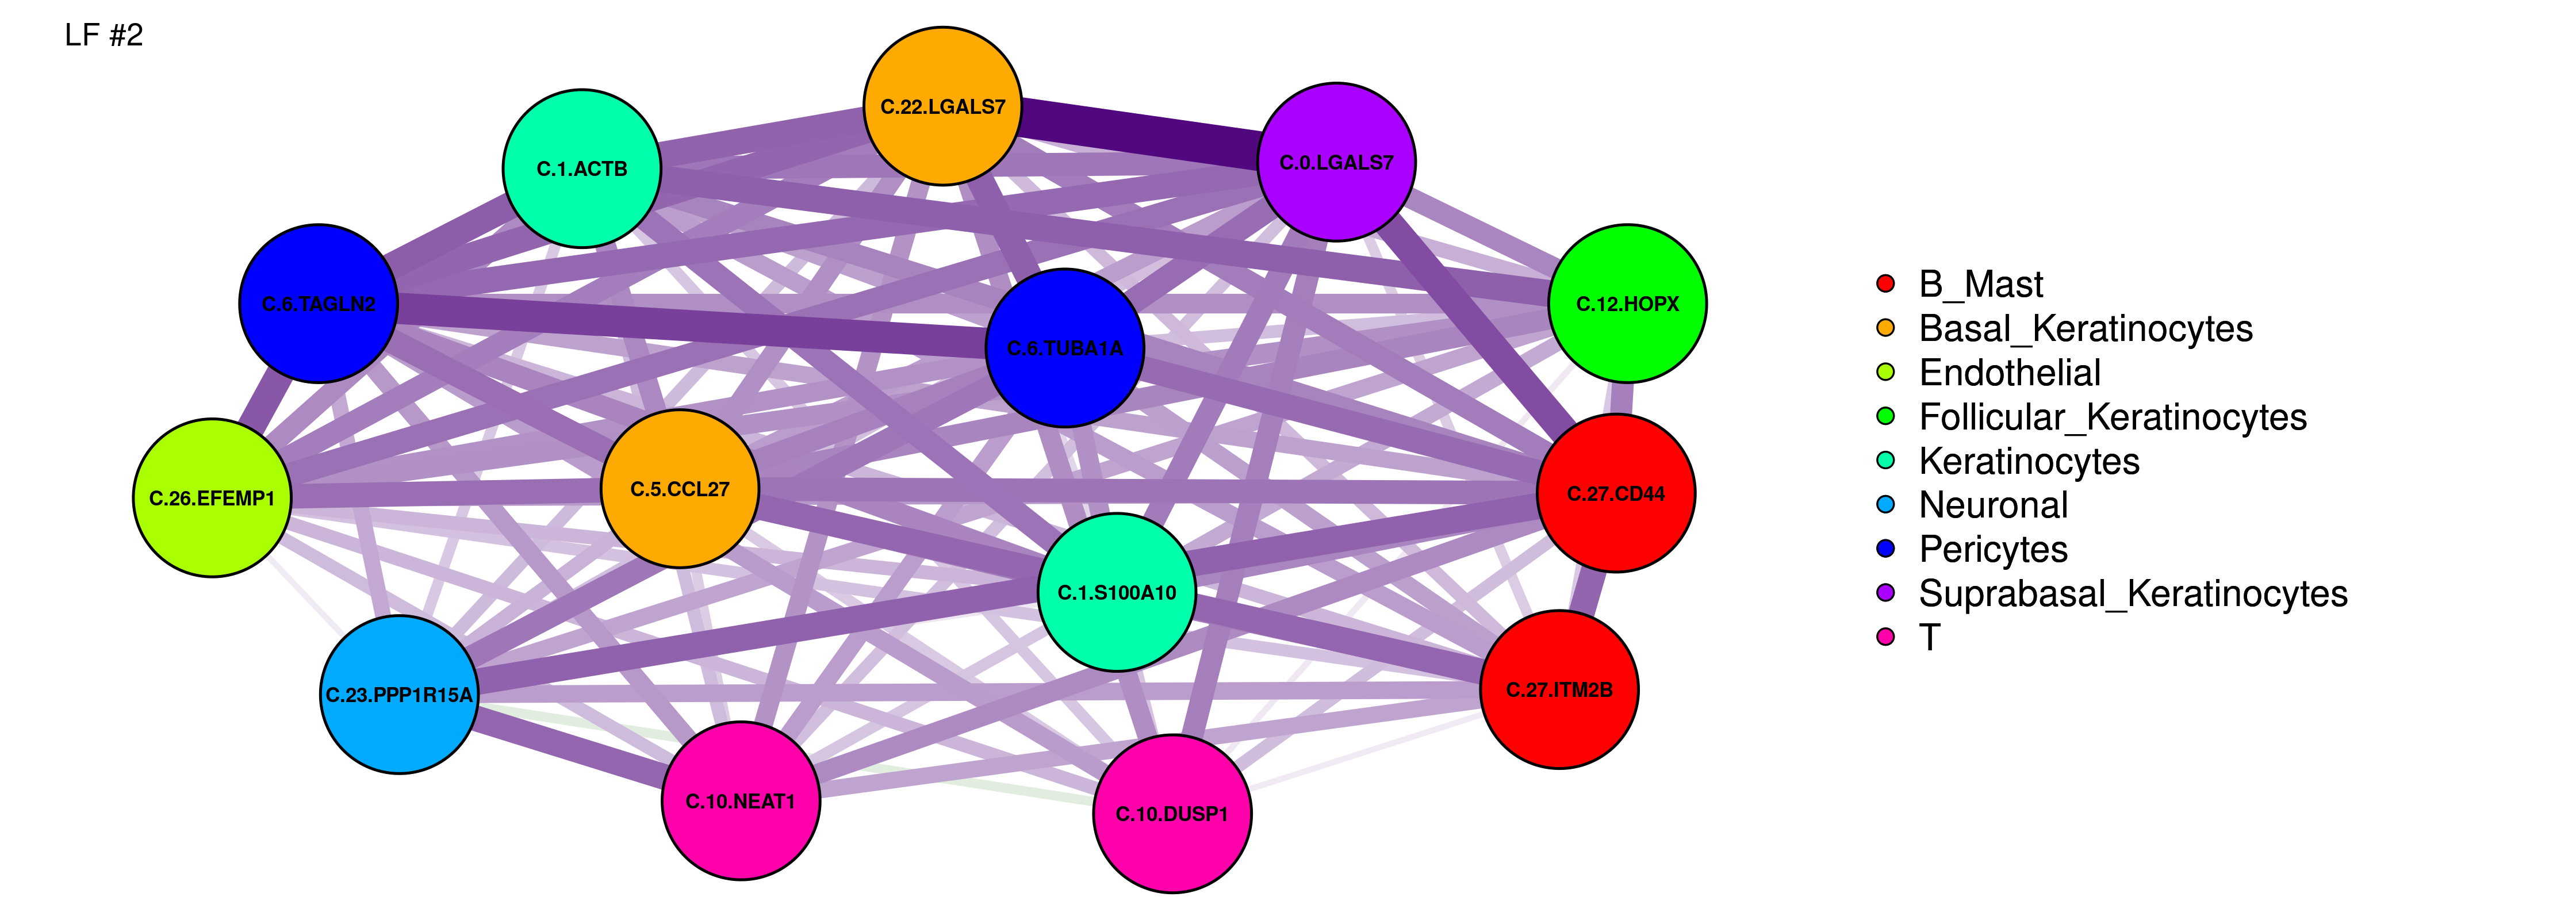 LF #2
C.22.LGALS7
C.0.LGALS7
C.1.ACTB
C.6.TAGLN2
C.12.HOPX
C.6.TUBA1A
C.5.CCL27
C.27.CD44
C.26.EFEMP1
C.1.S100A10
C.27.ITM2B
C.23.PPP1R15A
C.10.NEAT1
C.10.DUSP1
B_Mast
Basal_Keratinocytes
Endothelial
Follicular_Keratinocytes
Keratinocytes
Neuronal
Pericytes
Suprabasal_Keratinocytes
T